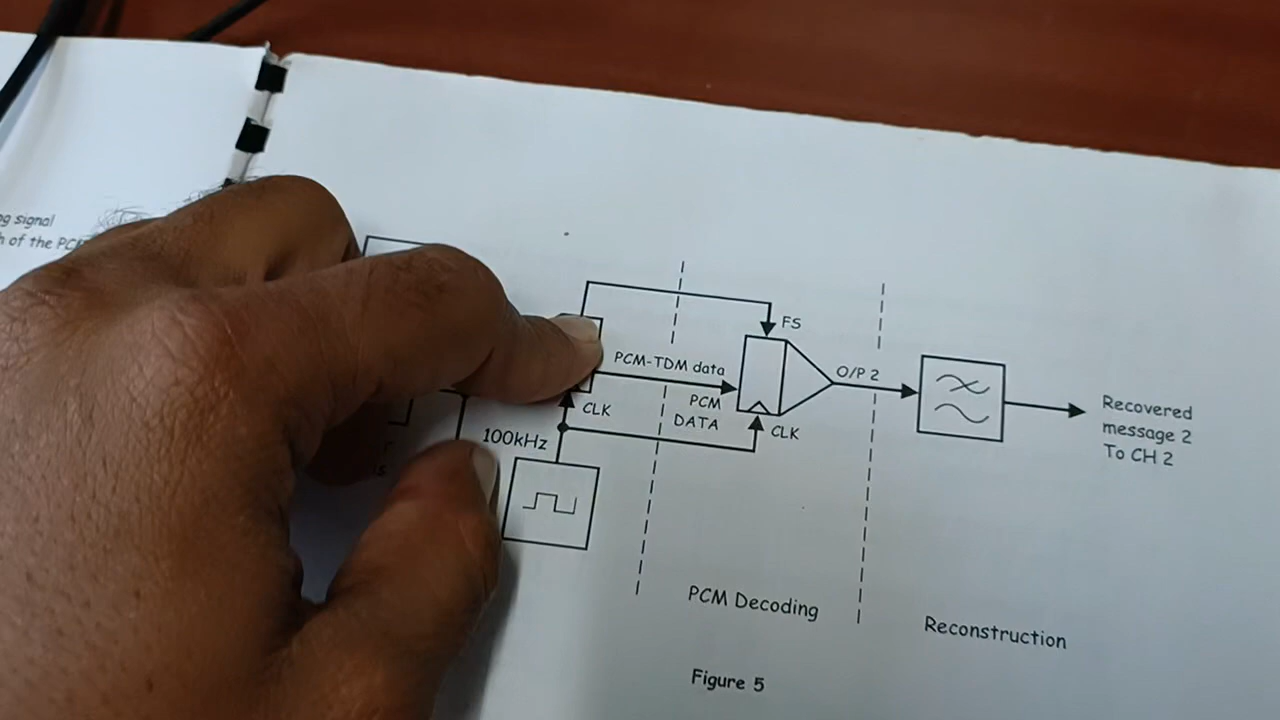 ng signal
h of the PC
FS
PCM-TDM data
O/P 2
PCM
DATA
CLK
CLK
100kHz
Recovered
message 2
To CH 2
PCM Decoding
Reconstruction
Figure 5